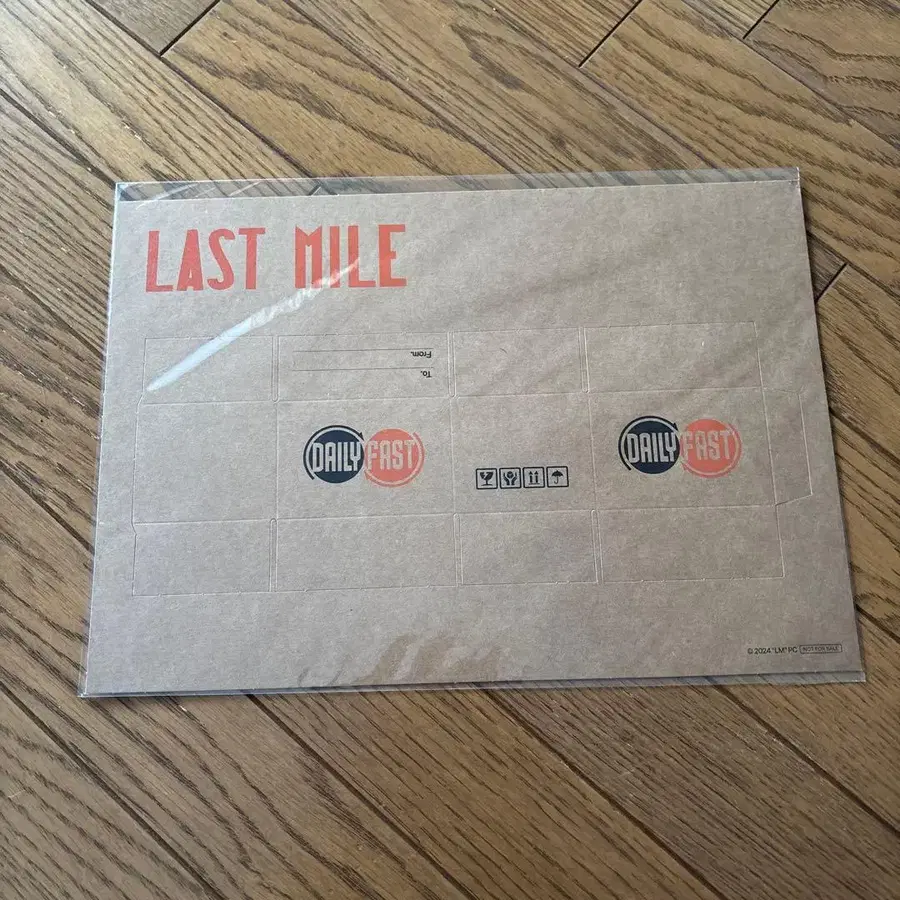 LAST MILE
From.
To.
DAILY FAST
DAILY FAST
© 2024 "LM" PC NOT FOR SALE